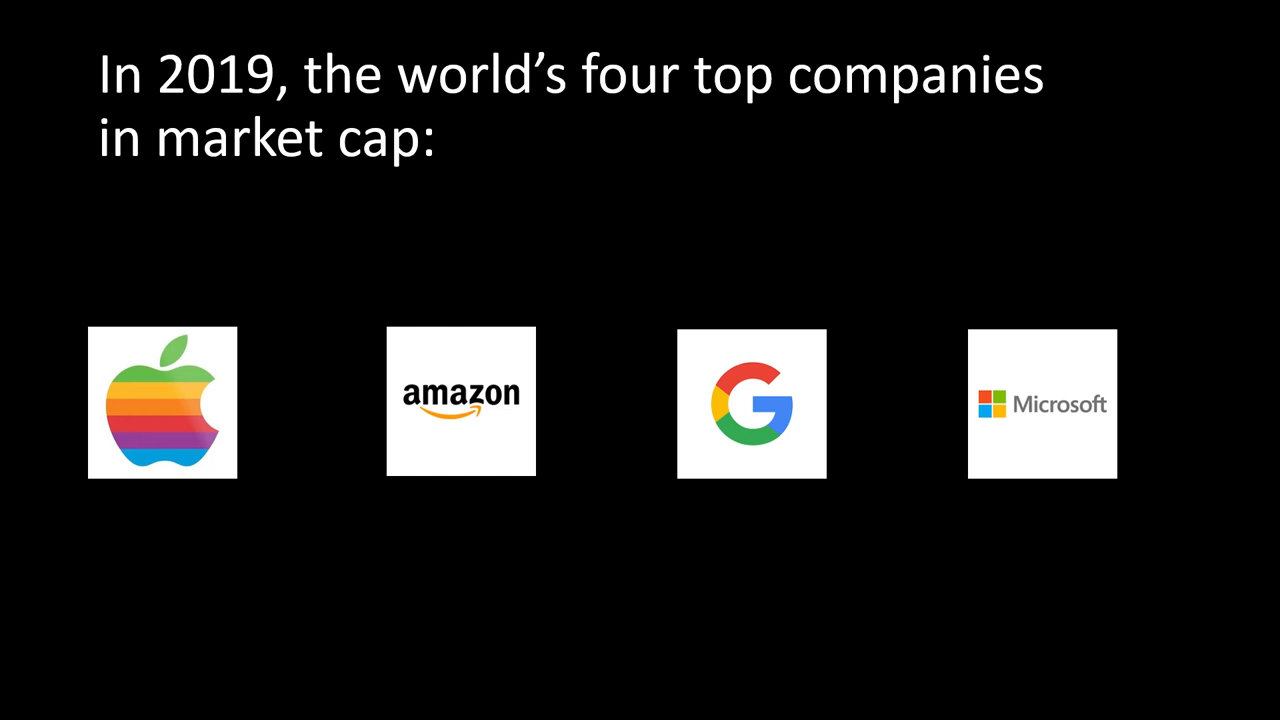 In 2019, the world’s four top companies
in market cap:
amazon
G
Microsoft